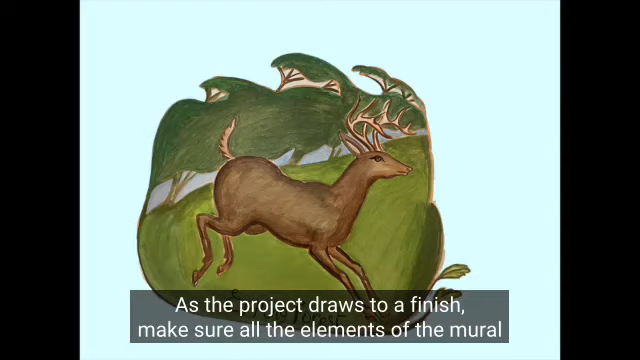 As the project draws to a finish,
make sure all the elements of the mural